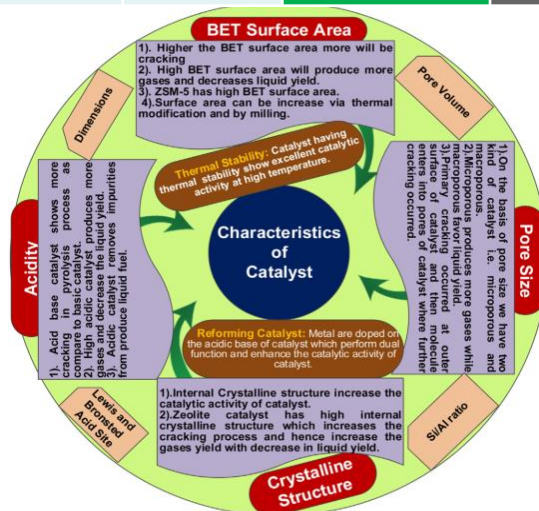 BET Surface Area
1). Higher the BET surface area more will be
cracking
2). High BET surface area will produce more
gases and decreases liquid yield.
3). ZSM-5 has high BET surface area.
4).Surface area can be increase via thermal
modification and by milling.
Dimensions
Pore Volume
Thermal Stability: Catalyst having
thermal stability show excellent catalytic
activity at high temperature.
Acidity
1). Acid base catalyst shows more
cracking in pyrolysis process as
compare to basic catalyst.
2). High acidic catalyst produces more
gases and decrease the liquid yield.
3). Acidic catalyst removes impurities
from produce liquid fuel.
Characteristics
of
Catalyst
1).On the basis of pore size we have two
kind of catalyst i.e. microporous and
macroporous.
2).Microporous produces more gases while
macroporous favor liquid yield.
3).Primary cracking occurred at outer
surface of catalyst and then molecule
enters into pores of catalyst where further
cracking occurred.
Pore Size
Reforming Catalyst: Metal are doped on
the acidic base of catalyst which perform dual
function and enhance the catalytic activity of
catalyst.
Lewis and
Bronsted
Acid Site
Si/Al ratio
1).Internal Crystalline structure increase the
catalytic activity of catalyst.
2).Zeolite catalyst has high internal
crystalline structure which increases the
cracking process and hence increase the
gases yield with decrease in liquid yield.
Crystalline
Structure